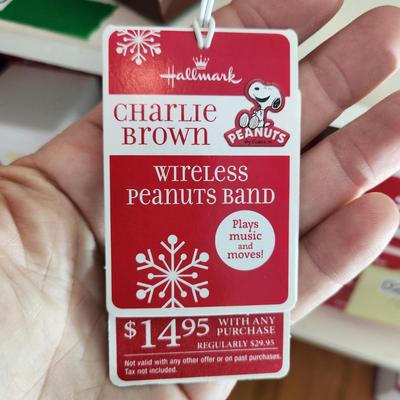 Hallmark
CHARLIE
BROWN
PEANUTS
WIRELESS
PEANUTS BAND
Plays
music
and
moves!
$14.95 WITH ANY
PURCHASE
REGULARLY $29.95
Not valid with any other offer or on past purchases.
Tax not included.